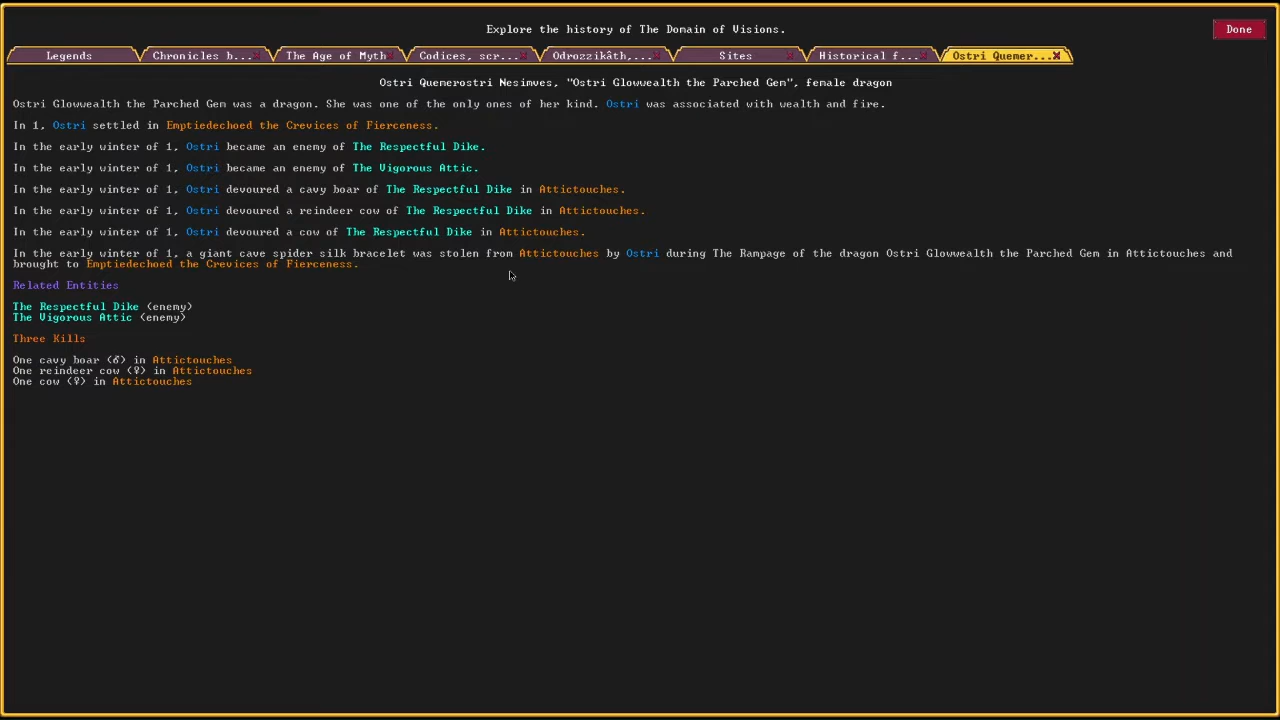 Explore the history of The Domain of Visions.
Done
Legends
Chronicles b...
The Age of Myth
Codices, scr...
Odrozzikâth,...
Sites
Historical f...
Ostri Quemer...
Ostri Quemerostri Nesimves, "Ostri Glowwealth the Parched Gem", female dragon
Ostri Glowwealth the Parched Gem was a dragon. She was one of the only ones of her kind. Ostri was associated with wealth and fire.
In 1, Ostri settled in Emptiedechoed the Crevices of Fierceness.
In the early winter of 1, Ostri became an enemy of The Respectful Dike.
In the early winter of 1, Ostri became an enemy of The Vigorous Attic.
In the early winter of 1, Ostri devoured a cavy boar of The Respectful Dike in Attictouches.
In the early winter of 1, Ostri devoured a reindeer cow of The Respectful Dike in Attictouches.
In the early winter of 1, Ostri devoured a cow of The Respectful Dike in Attictouches.
In the early winter of 1, a giant cave spider silk bracelet was stolen from Attictouches by Ostri during The Rampage of the dragon Ostri Glowwealth the Parched Gem in Attictouches and
brought to Emptiedechoed the Crevices of Fierceness.
Related Entities
The Respectful Dike (enemy)
The Vigorous Attic (enemy)
Three Kills
One cavy boar (♂) in Attictouches
One reindeer cow (♀) in Attictouches
One cow (♀) in Attictouches